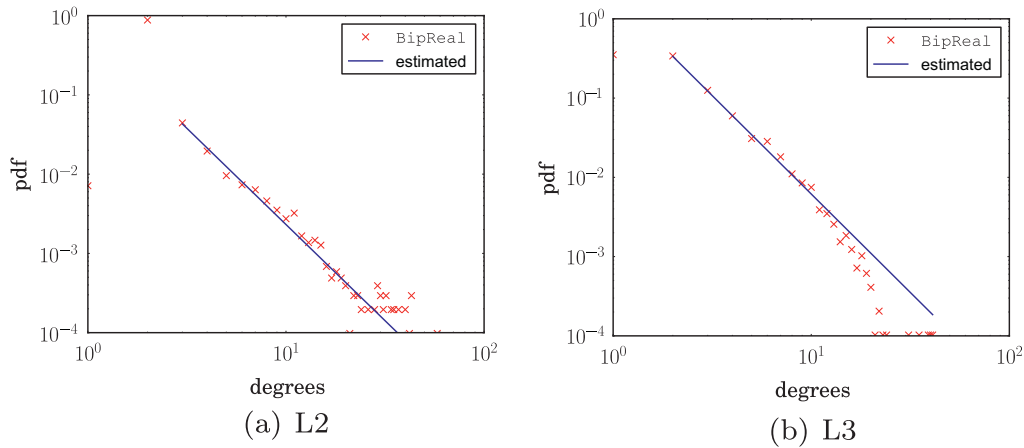 10^0
10^-1
10^-2
10^-3
10^-4
pdf
10^0
10^1
10^2
degrees
× BipReal
estimated
(a) L2
10^0
10^-1
10^-2
10^-3
10^-4
pdf
10^0
10^1
10^2
degrees
× BipReal
estimated
(b) L3